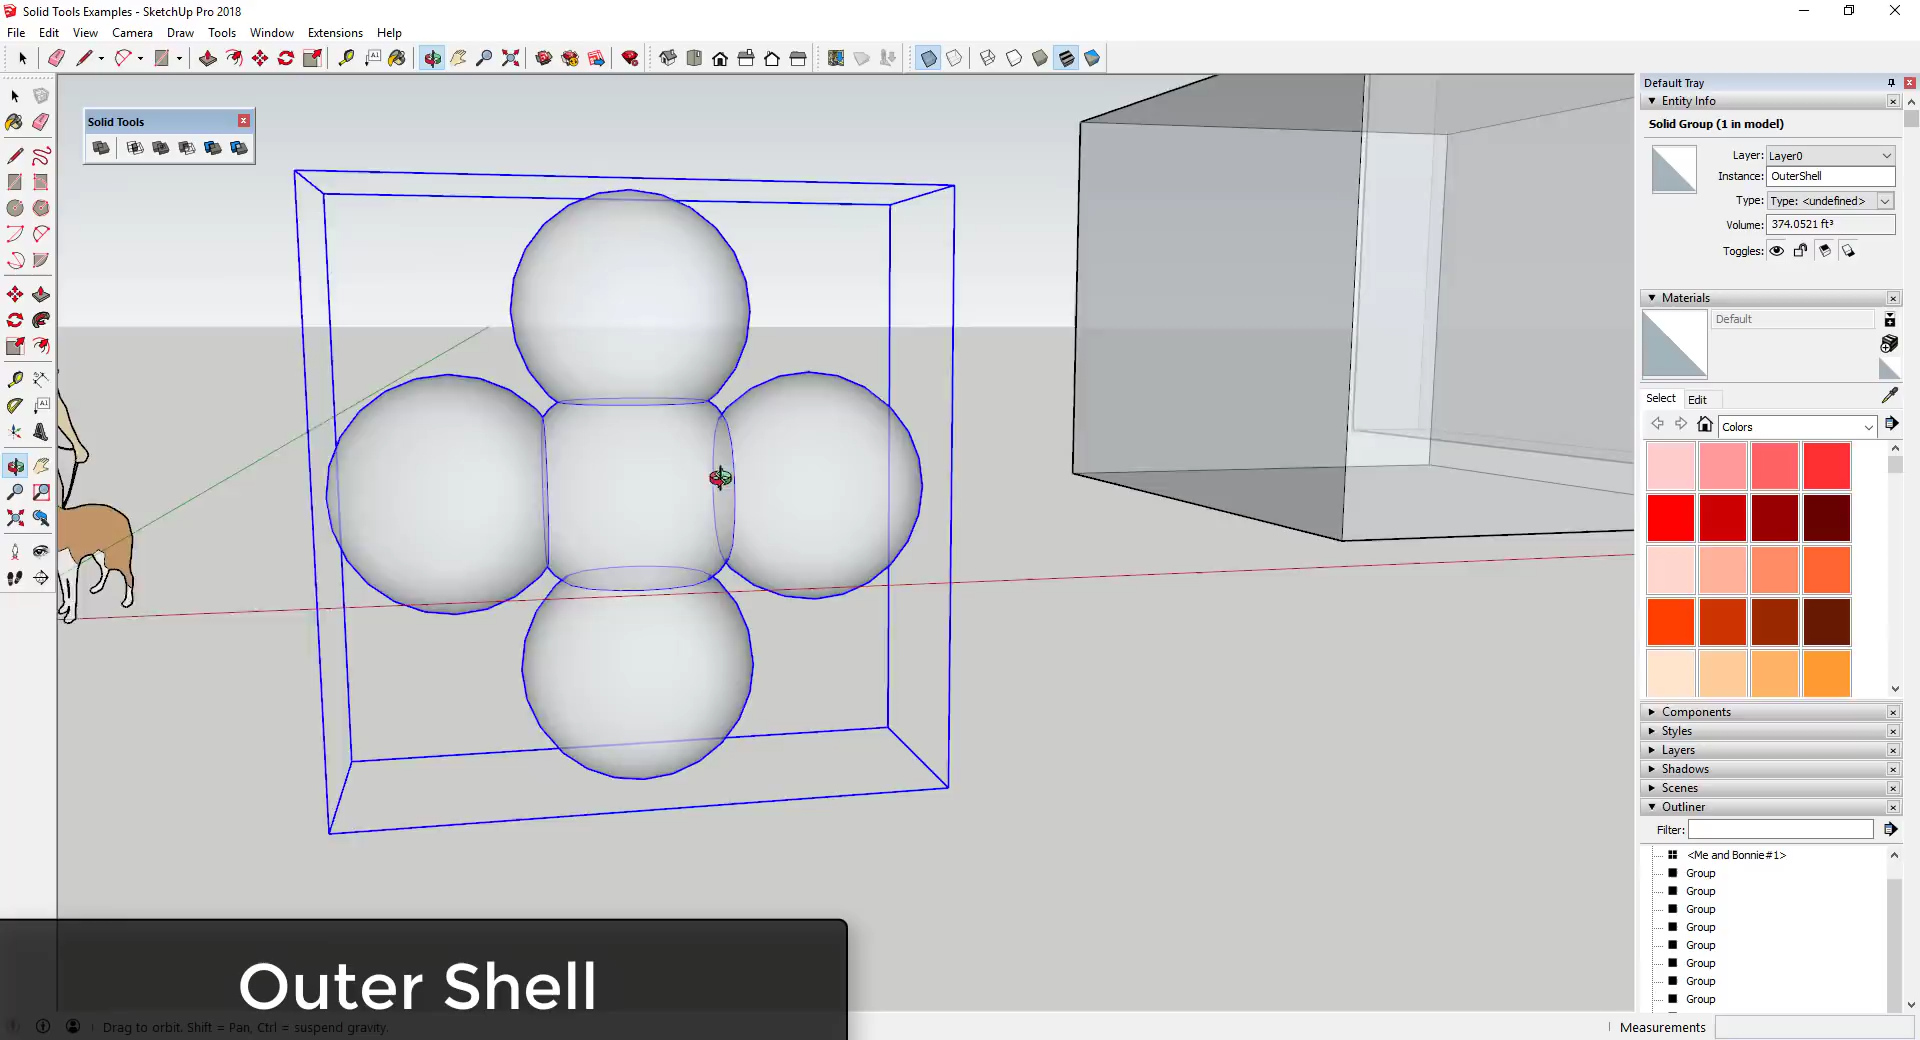 Solid Tools Examples - SketchUp Pro 2018
File Edit View Camera Draw Tools Window Extensions Help
Solid Tools
Default Tray
Entity Info
Solid Group (1 in model)
Layer: Layer0
Instance: OuterShell
Type: Type: <undefined>
Volume: 374.0521 ft³
Toggles:
Materials
Default
Select Edit
Colors
Components
Styles
Layers
Shadows
Scenes
Outliner
Filter:
<Me and Bonnie#1>
Group
Group
Group
Group
Group
Group
Group
Group
Outer Shell
Drag to orbit. Shift = Pan, Ctrl = suspend gravity.
Measurements